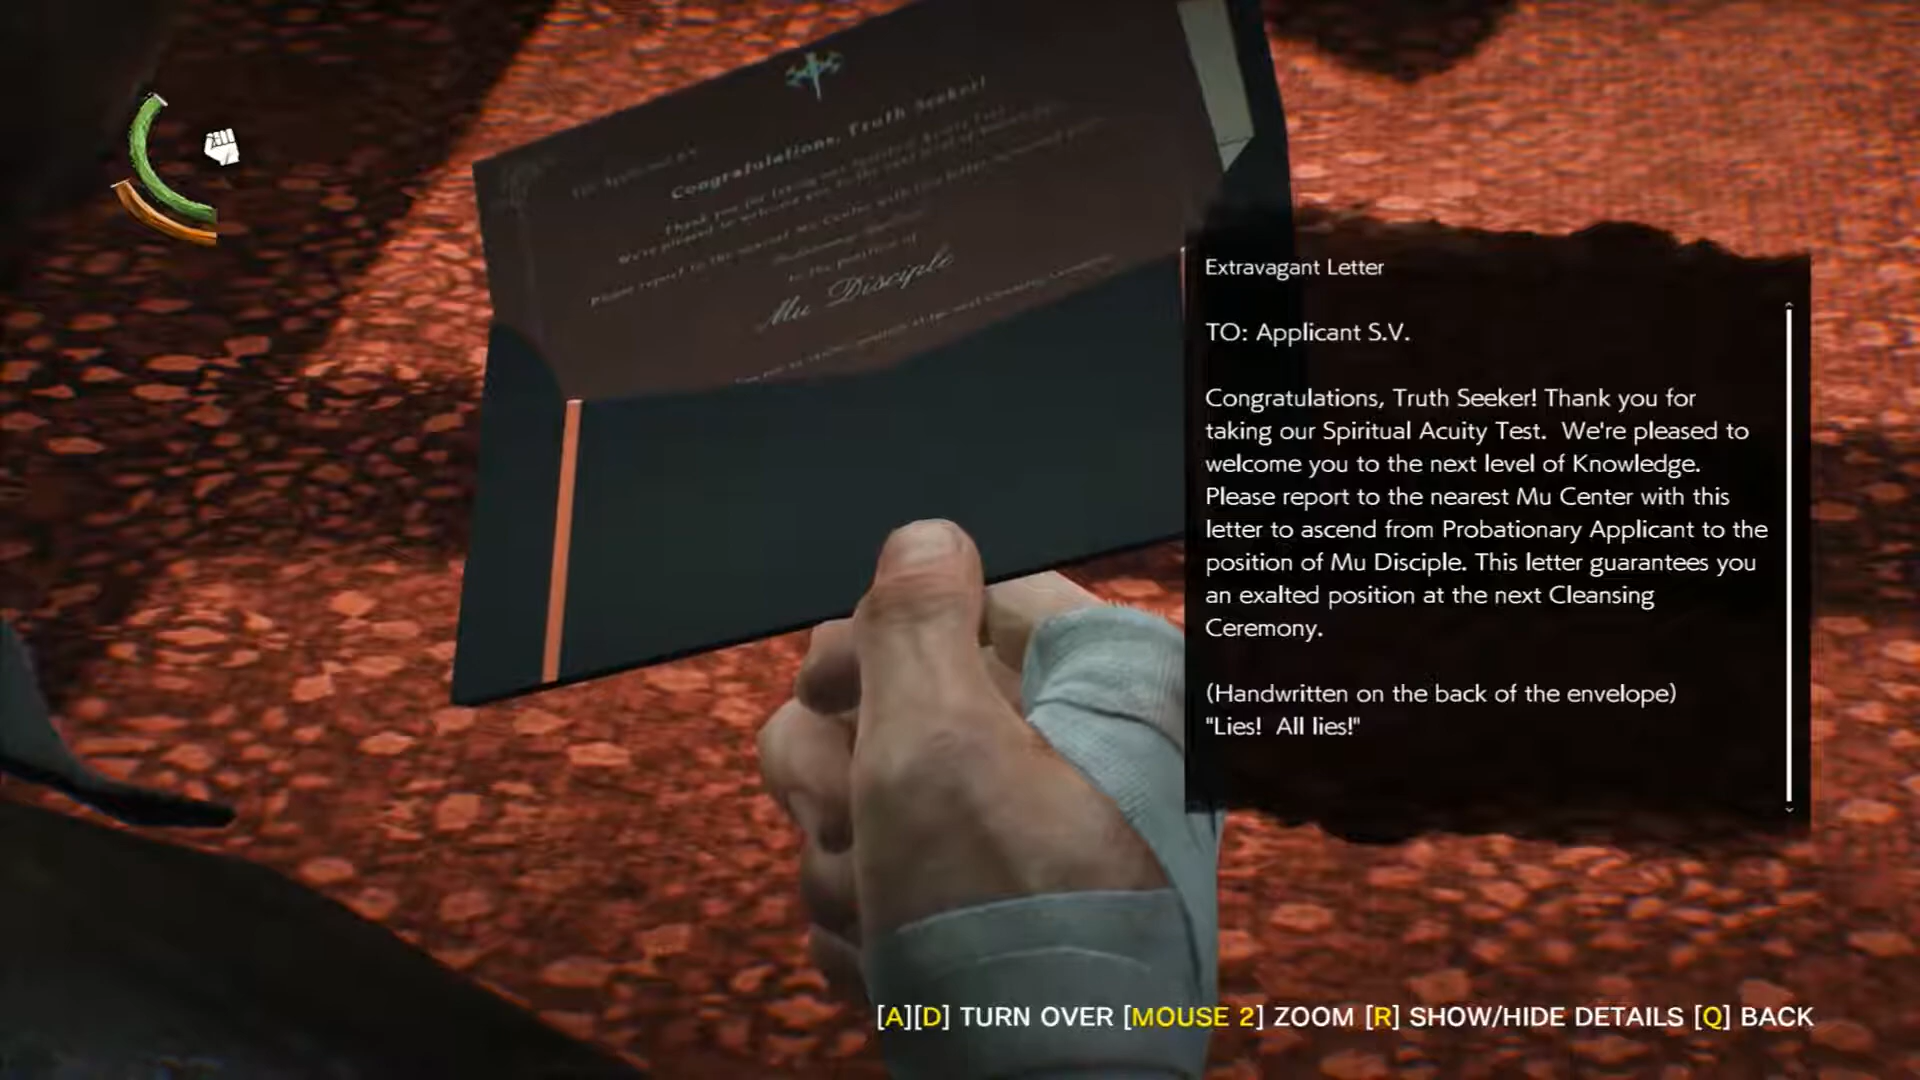 Congratulations, Truth Seeker!
Mu Disciple
Extravagant Letter
TO: Applicant S.V.
Congratulations, Truth Seeker! Thank you for
taking our Spiritual Acuity Test.  We're pleased to
welcome you to the next level of Knowledge.
Please report to the nearest Mu Center with this
letter to ascend from Probationary Applicant to the
position of Mu Disciple. This letter guarantees you
an exalted position at the next Cleansing
Ceremony.
(Handwritten on the back of the envelope)
"Lies!  All lies!"
[A][D] TURN OVER [MOUSE 2] ZOOM [R] SHOW/HIDE DETAILS [Q] BACK